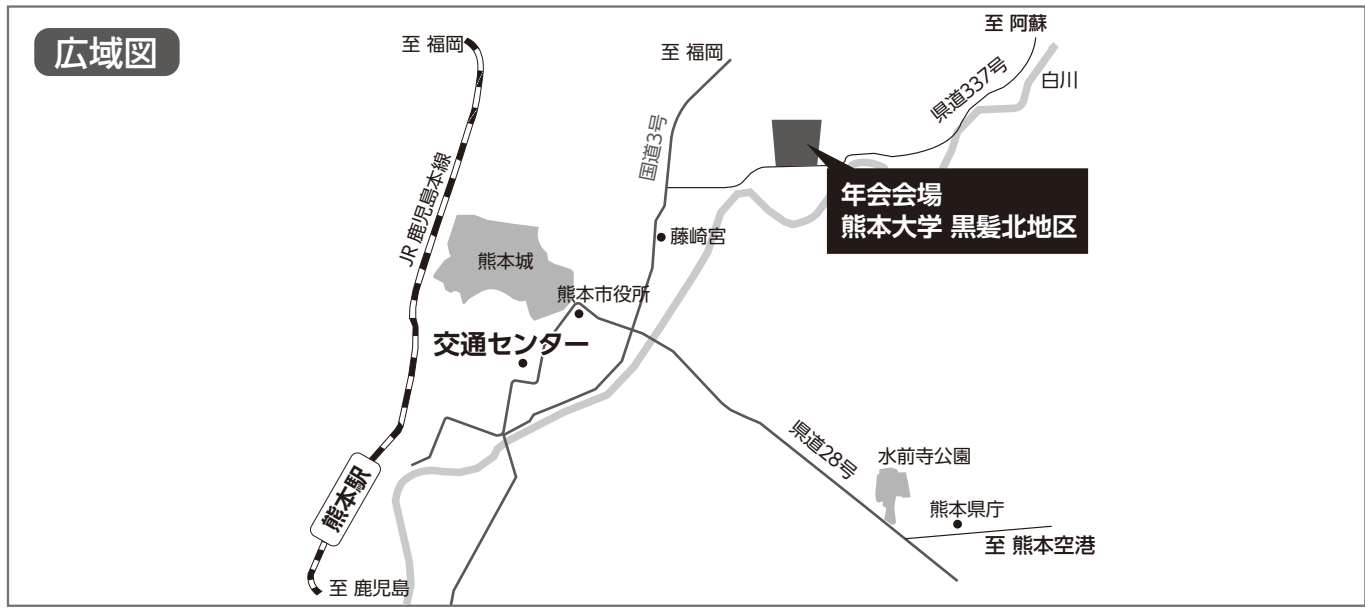 広域図
至 福岡
至 福岡
至 阿蘇
白川
県道337号
国道3号
JR 鹿児島本線
年会会場
熊本大学 黒髪北地区
藤崎宮
熊本城
熊本市役所
交通センター
県道28号
水前寺公園
熊本県庁
至 熊本空港
熊本駅
至 鹿児島